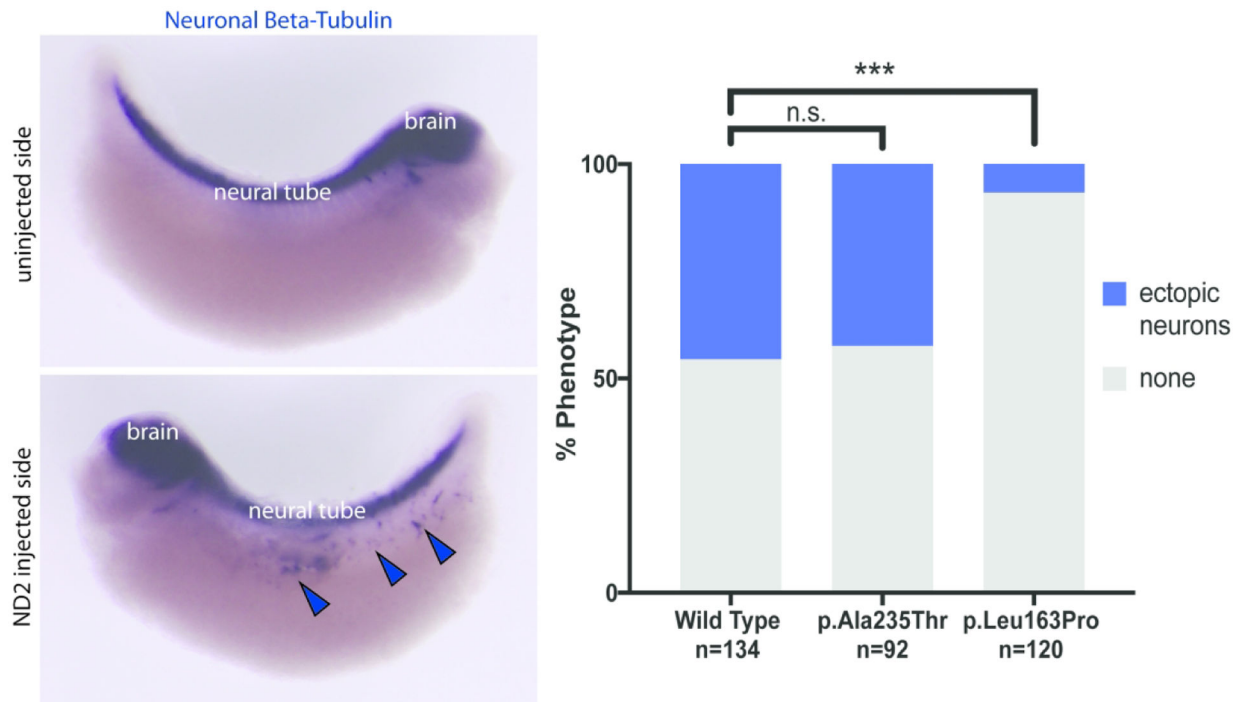 Neuronal Beta-Tubulin
uninjected side
brain
neural tube
ND2 injected side
brain
neural tube
***
n.s.
% Phenotype
100
50
0
Wild Type
n=134
p.Ala235Thr
n=92
p.Leu163Pro
n=120
ectopic
neurons
none